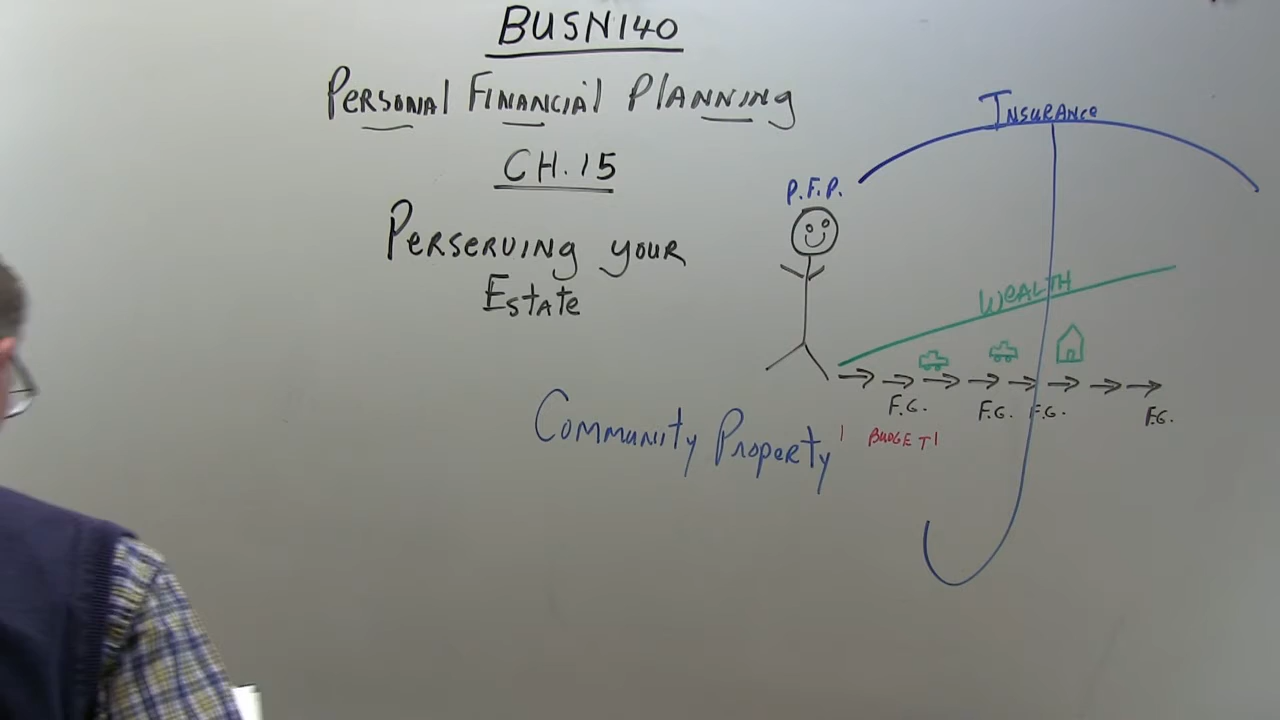 BUSN140
Personal Financial Planning
CH.15
Perserving your
Estate
Insurance
P.F.P.
Wealth
F.G. F.G. F.G. F.G.
Community Property
Budget